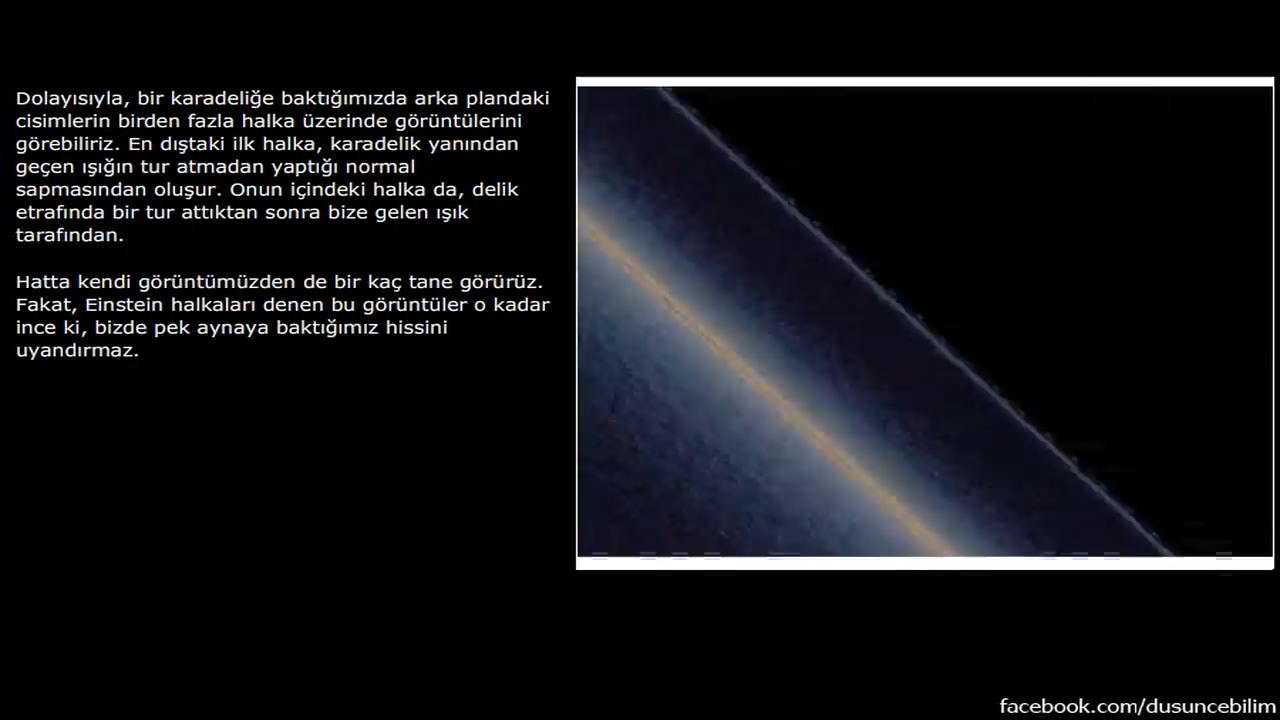 Dolayısıyla, bir karadeliğe baktığımızda arka plandaki
cisimlerin birden fazla halka üzerinde görüntülerini
görebiliriz. En dıştaki ilk halka, karadelik yanından
geçen ışığın tur atmadan yaptığı normal
sapmasından oluşur. Onun içindeki halka da, delik
etrafında bir tur attıktan sonra bize gelen ışık
tarafından.
Hatta kendi görüntümüzden de bir kaç tane görürüz.
Fakat, Einstein halkaları denen bu görüntüler o kadar
ince ki, bizde pek aynaya baktığımız hissini
uyandırmaz.
facebook.com/dusuncebilim